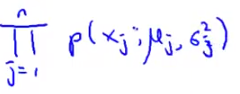 ∏_{j=1}^{n} p(x_j; μ_j, σ_j^2)